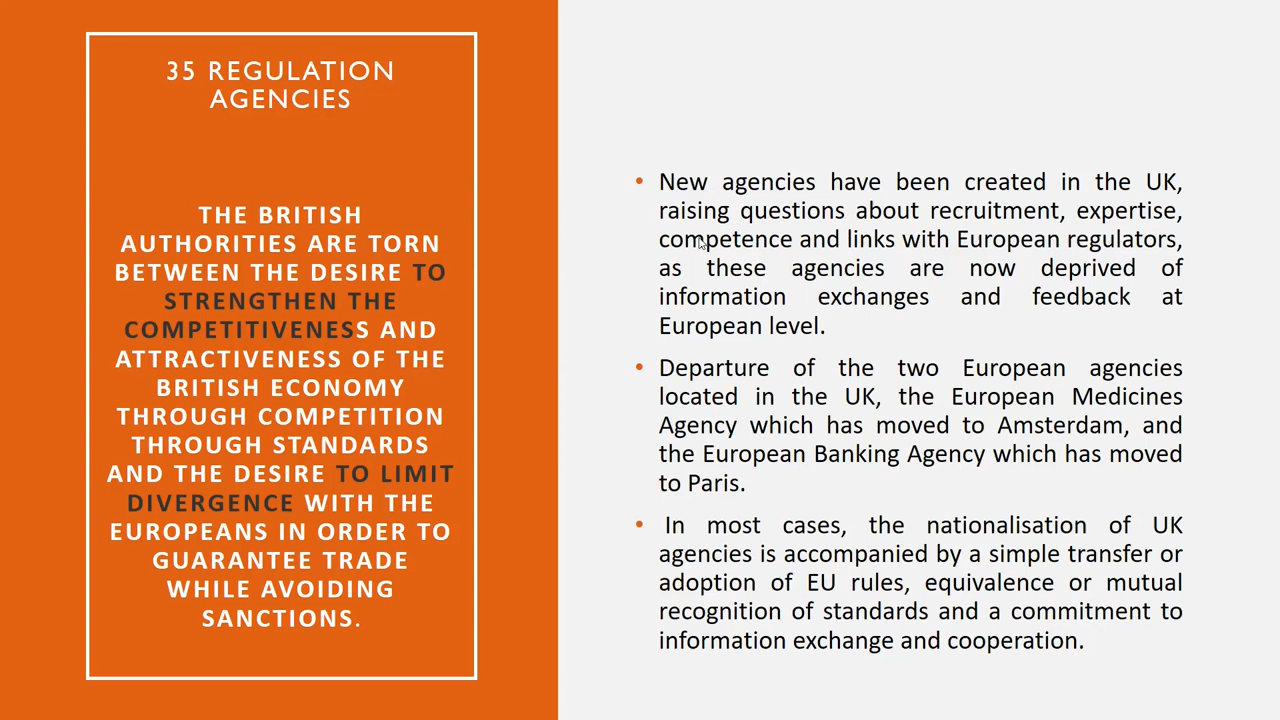 35 REGULATION
AGENCIES
THE BRITISH
AUTHORITIES ARE TORN
BETWEEN THE DESIRE TO
STRENGTHEN THE
COMPETITIVENESS AND
ATTRACTIVENESS OF THE
BRITISH ECONOMY
THROUGH COMPETITION
THROUGH STANDARDS
AND THE DESIRE TO LIMIT
DIVERGENCE WITH THE
EUROPEANS IN ORDER TO
GUARANTEE TRADE
WHILE AVOIDING
SANCTIONS.
• New agencies have been created in the UK,
raising questions about recruitment, expertise,
competence and links with European regulators,
as these agencies are now deprived of
information exchanges and feedback at
European level.
• Departure of the two European agencies
located in the UK, the European Medicines
Agency which has moved to Amsterdam, and
the European Banking Agency which has moved
to Paris.
• In most cases, the nationalisation of UK
agencies is accompanied by a simple transfer or
adoption of EU rules, equivalence or mutual
recognition of standards and a commitment to
information exchange and cooperation.